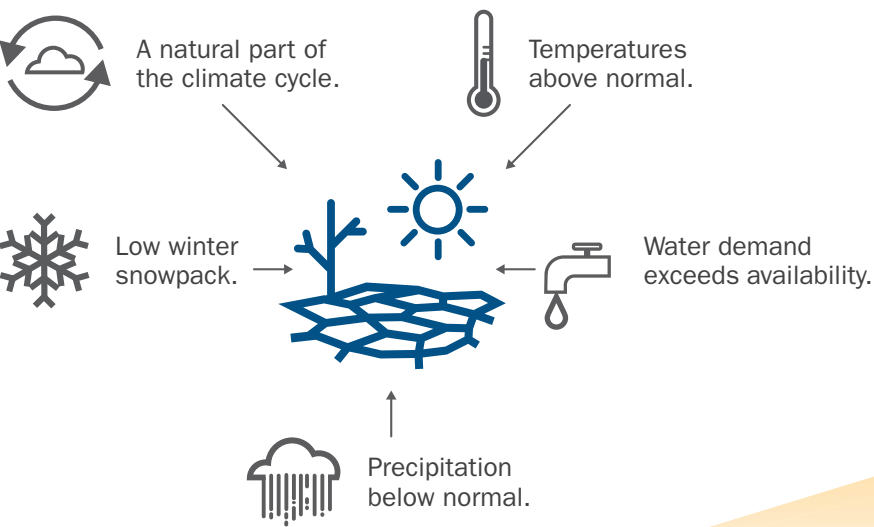 A natural part of
the climate cycle.
Temperatures
above normal.
Low winter
snowpack.
Water demand
exceeds availability.
Precipitation
below normal.